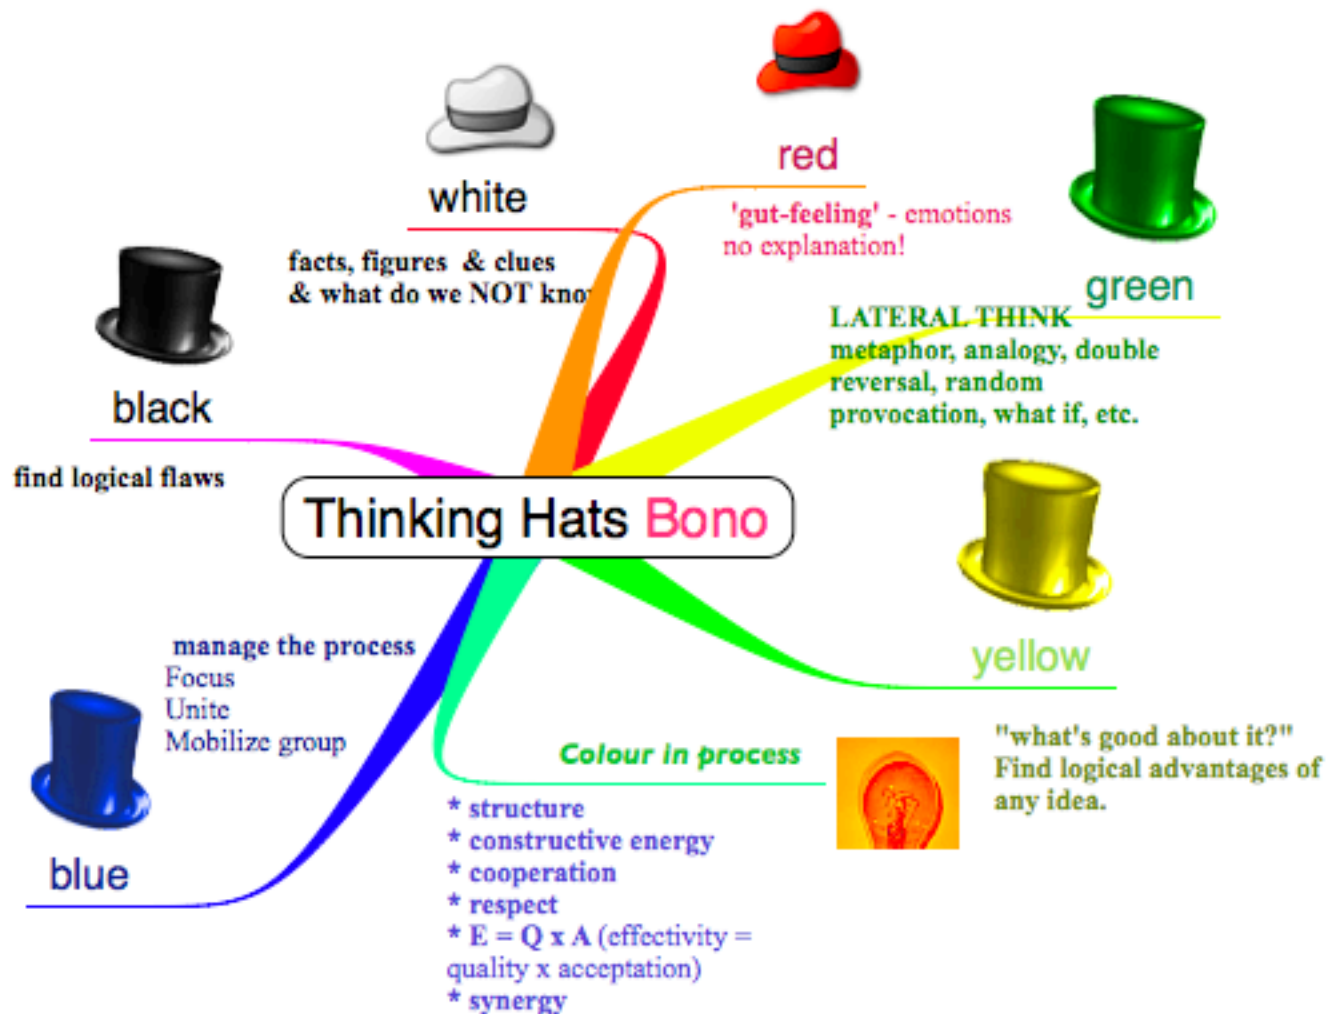 red
white
'gut-feeling' - emotions
no explanation!
facts, figures & clues
& what do we NOT kno
green
LATERAL THINK
metaphor, analogy, double
reversal, random
provocation, what if, etc.
black
find logical flaws
Thinking Hats Bono
yellow
"what's good about it?"
Find logical advantages of
any idea.
manage the process
Focus
Unite
Mobilize group
blue
Colour in process
* structure
* constructive energy
* cooperation
* respect
* E = Q x A (effectivity =
quality x acceptation)
* synergy